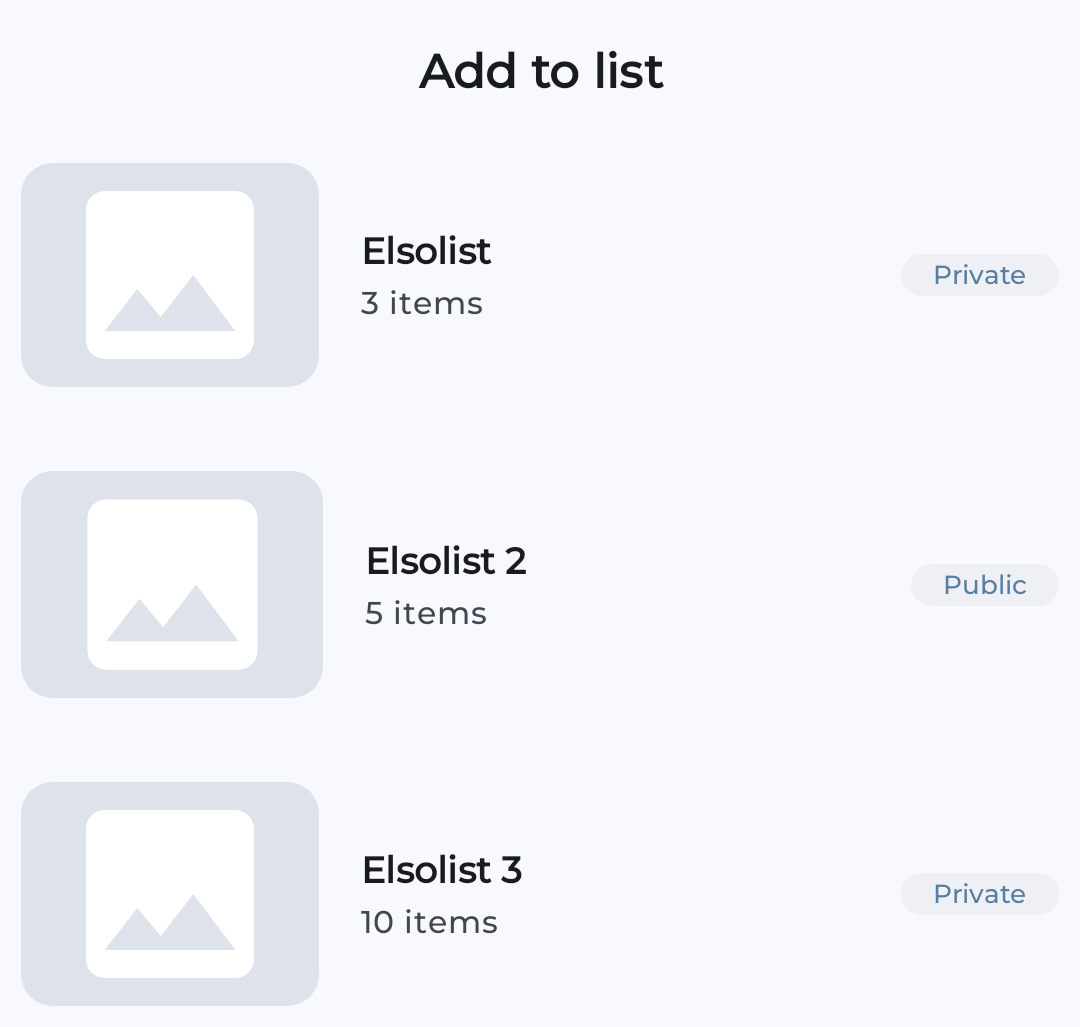 Add to list
Elsolist
3 items
Private
Elsolist 2
5 items
Public
Elsolist 3
10 items
Private